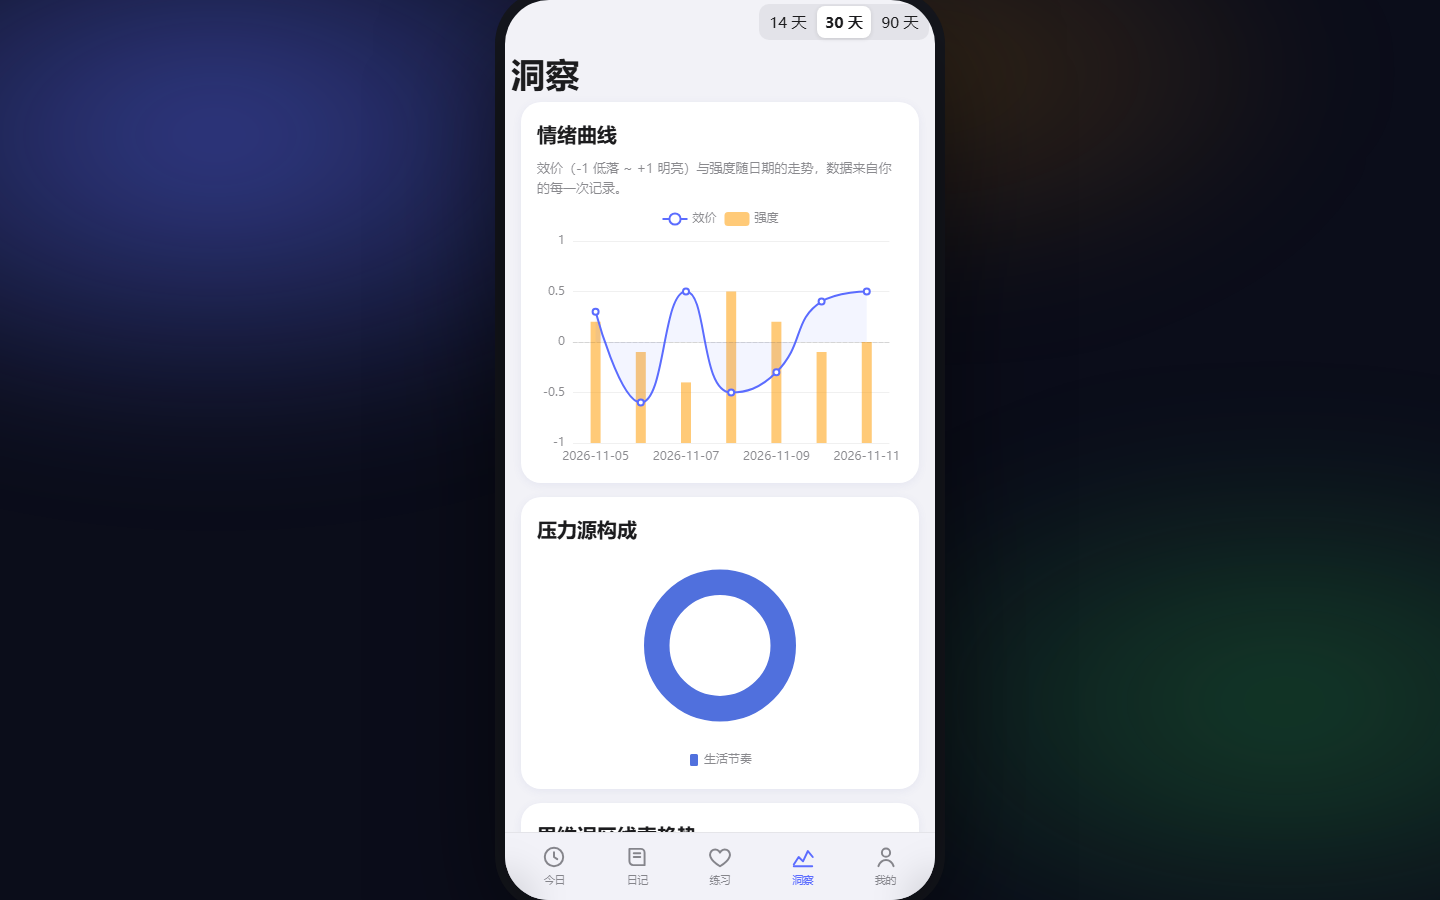 14 天 30 天 90 天
洞察
情绪曲线
效价（-1 低落 ~ +1 明亮）与强度随日期的走势，数据来自你
的每一次记录。
效价 强度
1
0.5
0
-0.5
-1
2026-11-05 2026-11-07 2026-11-09 2026-11-11
压力源构成
生活节奏
今日 日记 练习 洞察 我的